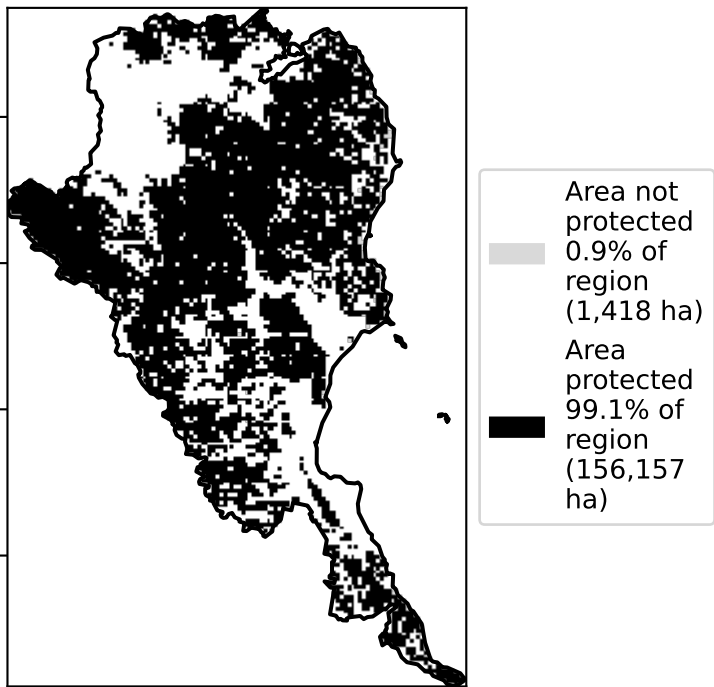 Area not
protected
0.9% of
region
(1,418 ha)
Area
protected
99.1% of
region
(156,157
ha)